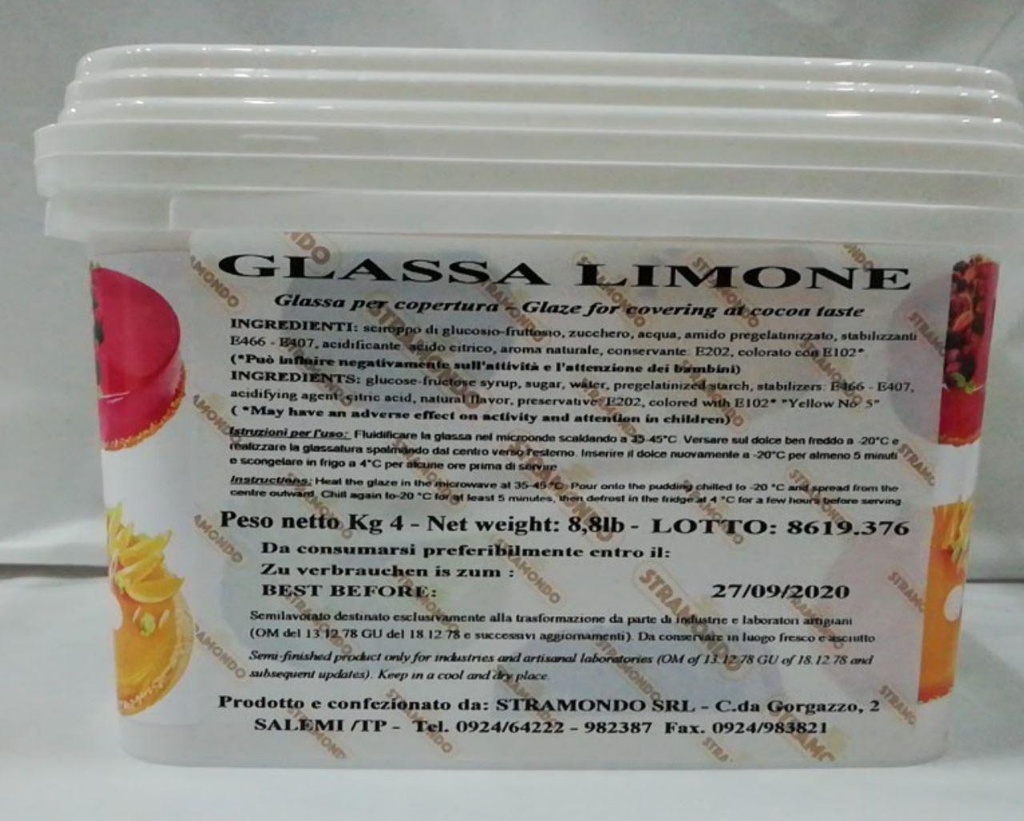 GLASSA LIMONE
Glassa per copertura - Glaze for covering at cocoa taste
INGREDIENTI: sciroppo di glucosio-fruttosio, zucchero, acqua, amido pregelatinizzato, stabilizzanti
E466 - E407, acidificante acido citrico, aroma naturale, conservante: E202, colorato con E102*
(*Può influire negativamente sull'attività e l'attenzione dei bambini)
INGREDIENTS: glucose-fructose syrup, sugar, water, pregelatinized starch, stabilizers: E466 - E407,
acidifying agent: citric acid, natural flavor, preservative: E202, colored with E102* "Yellow No 5"
( *May have an adverse effect on activity and attention in children)
Istruzioni per l'uso: Fluidificare la glassa nel microonde scaldando a 35-45°C. Versare sul dolce ben freddo a -20°C e
realizzare la glassatura spalmando dal centro verso l'esterno. Inserire il dolce nuovamente a -20°C per almeno 5 minuti
e scongelare in frigo a 4°C per alcune ore prima di servire
Instructions: Heat the glaze in the microwave at 35-45 °C. Pour onto the pudding chilled to -20 °C and spread from the
centre outward. Chill again to-20 °C for at least 5 minutes, then defrost in the fridge at 4 °C for a few hours before serving.
Peso netto Kg 4 - Net weight: 8,8lb - LOTTO: 8619.376
Da consumarsi preferibilmente entro il:
Zu verbrauchen is zum :
BEST BEFORE: 27/09/2020
Semilavorato destinato esclusivamente alla trasformazione da parte di industrie e laboratori artigiani
(OM del 13.12.78 GU del 18.12.78 e successivi aggiornamenti). Da conservare in luogo fresco e asciutto
Semi-finished product only for industries and artisanal laboratories (OM of 13.12.78 GU of 18.12.78 and
subsequent updates). Keep in a cool and dry place.
Prodotto e confezionato da: STRAMONDO SRL - C.da Gorgazzo, 2
SALEMI /TP - Tel. 0924/64222 - 982387 Fax. 0924/983821
STRAMONDO